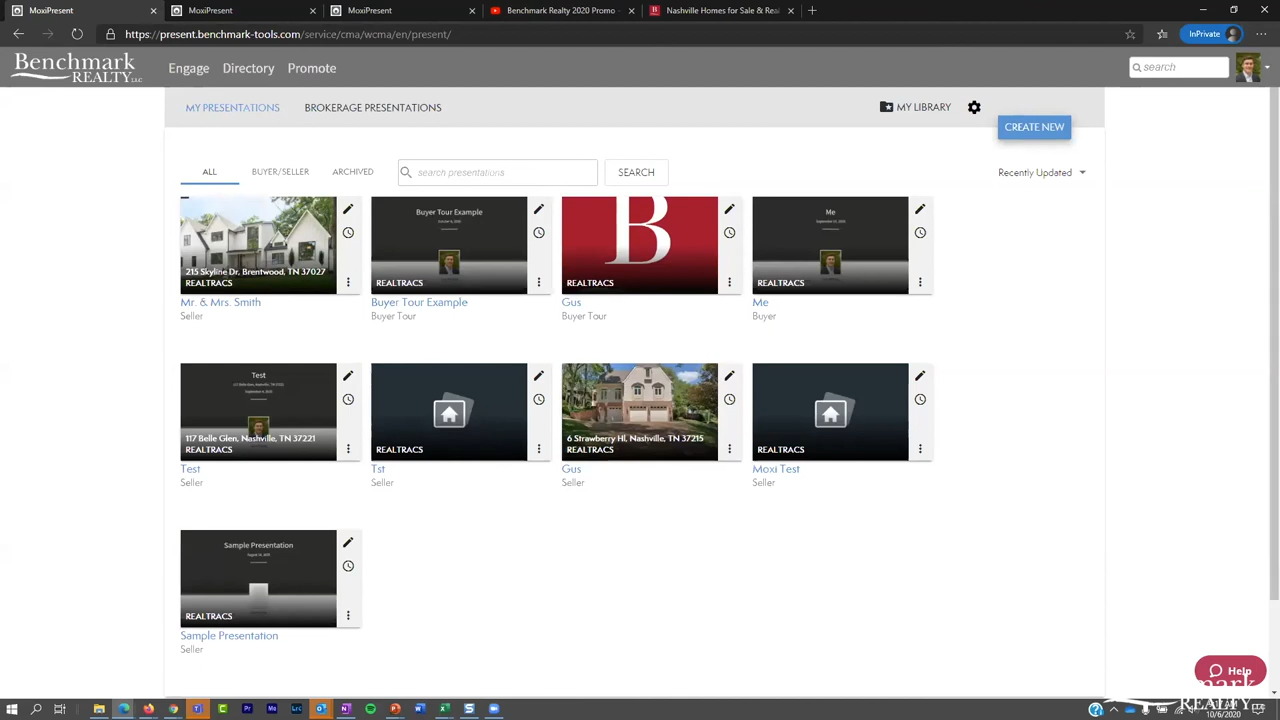 MoxiPresent
MoxiPresent
MoxiPresent
Benchmark Realty 2020 Promo
Nashville Homes for Sale & Real
https://present.benchmark-tools.com/service/cma/wcma/en/present/
InPrivate
Benchmark
REALTY LLC
Engage Directory Promote
search
MY PRESENTATIONS BROKERAGE PRESENTATIONS
MY LIBRARY
CREATE NEW
ALL BUYER/SELLER ARCHIVED
search presentations
SEARCH
Recently Updated
215 Skyline Dr, Brentwood, TN 37027
REALTRACS
Mr. & Mrs. Smith
Seller
Buyer Tour Example
REALTRACS
Buyer Tour Example
Buyer Tour
B
REALTRACS
Gus
Buyer Tour
Me
REALTRACS
Me
Buyer
Test
117 Belle Glen, Nashville, TN 37221
REALTRACS
Test
Seller
REALTRACS
Tst
Seller
6 Strawberry Hl, Nashville, TN 37215
REALTRACS
Gus
Seller
REALTRACS
Moxi Test
Seller
Sample Presentation
REALTRACS
Sample Presentation
Seller
Help
REALTY
10/6/2020